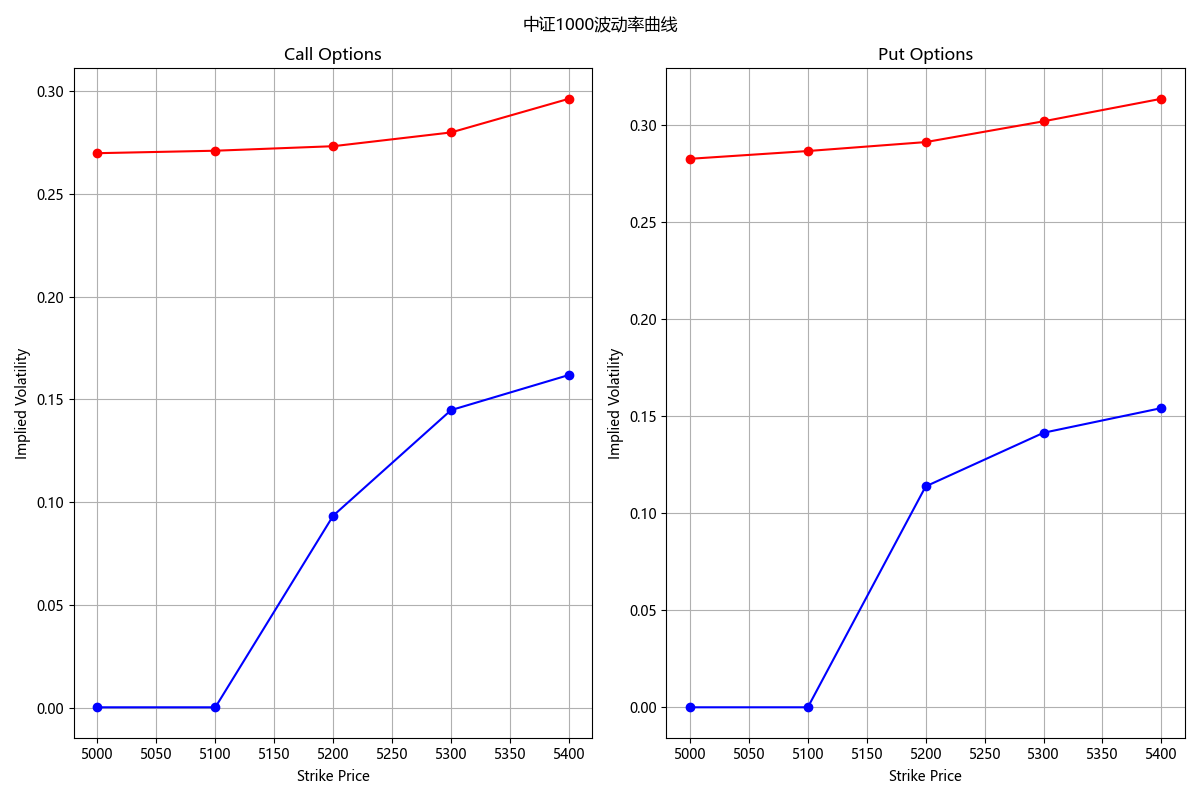 中证1000波动率曲线
Call Options
0.30
0.25
0.20
0.15
0.10
0.05
0.00
Implied Volatility
5000 5050 5100 5150 5200 5250 5300 5350 5400
Strike Price
Put Options
0.30
0.25
0.20
0.15
0.10
0.05
0.00
Implied Volatility
5000 5050 5100 5150 5200 5250 5300 5350 5400
Strike Price